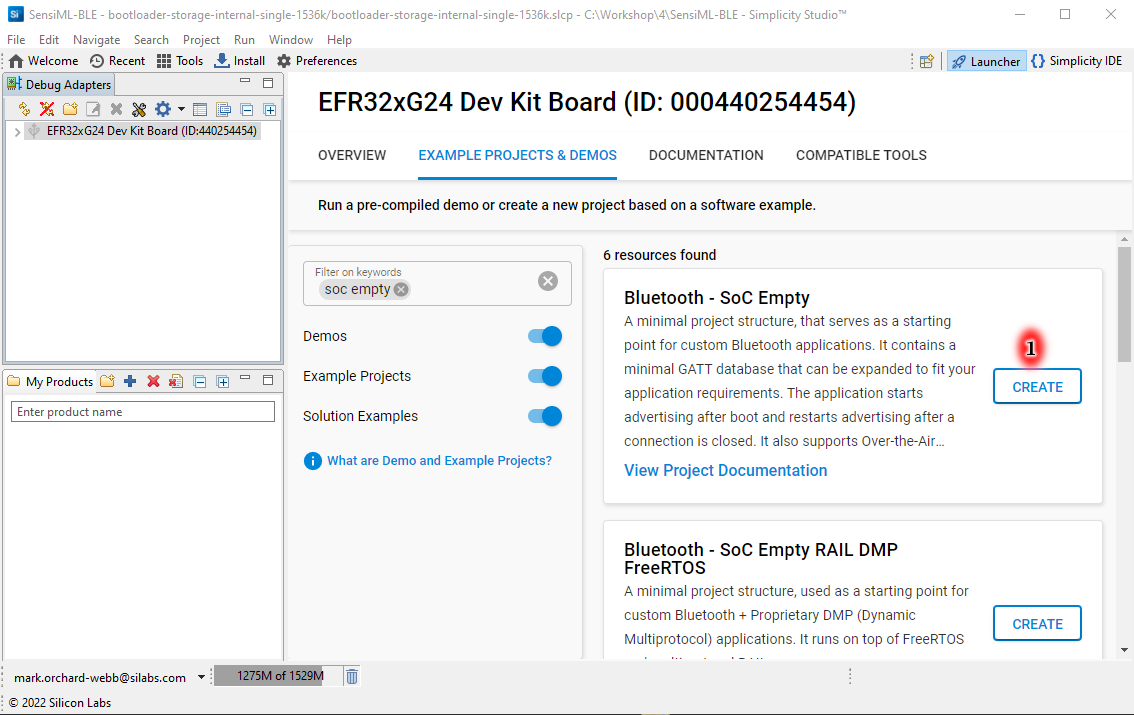 SensiML-BLE - bootloader-storage-internal-single-1536k/bootloader-storage-internal-single-1536k.slcp - C:\Workshop\4\SensiML-BLE - Simplicity Studio™
File Edit Navigate Search Project Run Window Help
Welcome Recent Tools Install Preferences
Launcher Simplicity IDE
Debug Adapters
EFR32xG24 Dev Kit Board (ID:440254454)
My Products
Enter product name
EFR32xG24 Dev Kit Board (ID: 000440254454)
OVERVIEW EXAMPLE PROJECTS & DEMOS DOCUMENTATION COMPATIBLE TOOLS
Run a pre-compiled demo or create a new project based on a software example.
Filter on keywords
soc empty
Demos
Example Projects
Solution Examples
What are Demo and Example Projects?
6 resources found
Bluetooth - SoC Empty
A minimal project structure, that serves as a starting
point for custom Bluetooth applications. It contains a
minimal GATT database that can be expanded to fit your
application requirements. The application starts
advertising after boot and restarts advertising after a
connection is closed. It also supports Over-the-Air...
View Project Documentation
1
CREATE
Bluetooth - SoC Empty RAIL DMP
FreeRTOS
A minimal project structure, used as a starting point for
custom Bluetooth + Proprietary DMP (Dynamic
Multiprotocol) applications. It runs on top of FreeRTOS
CREATE
mark.orchard-webb@silabs.com
1275M of 1529M
© 2022 Silicon Labs